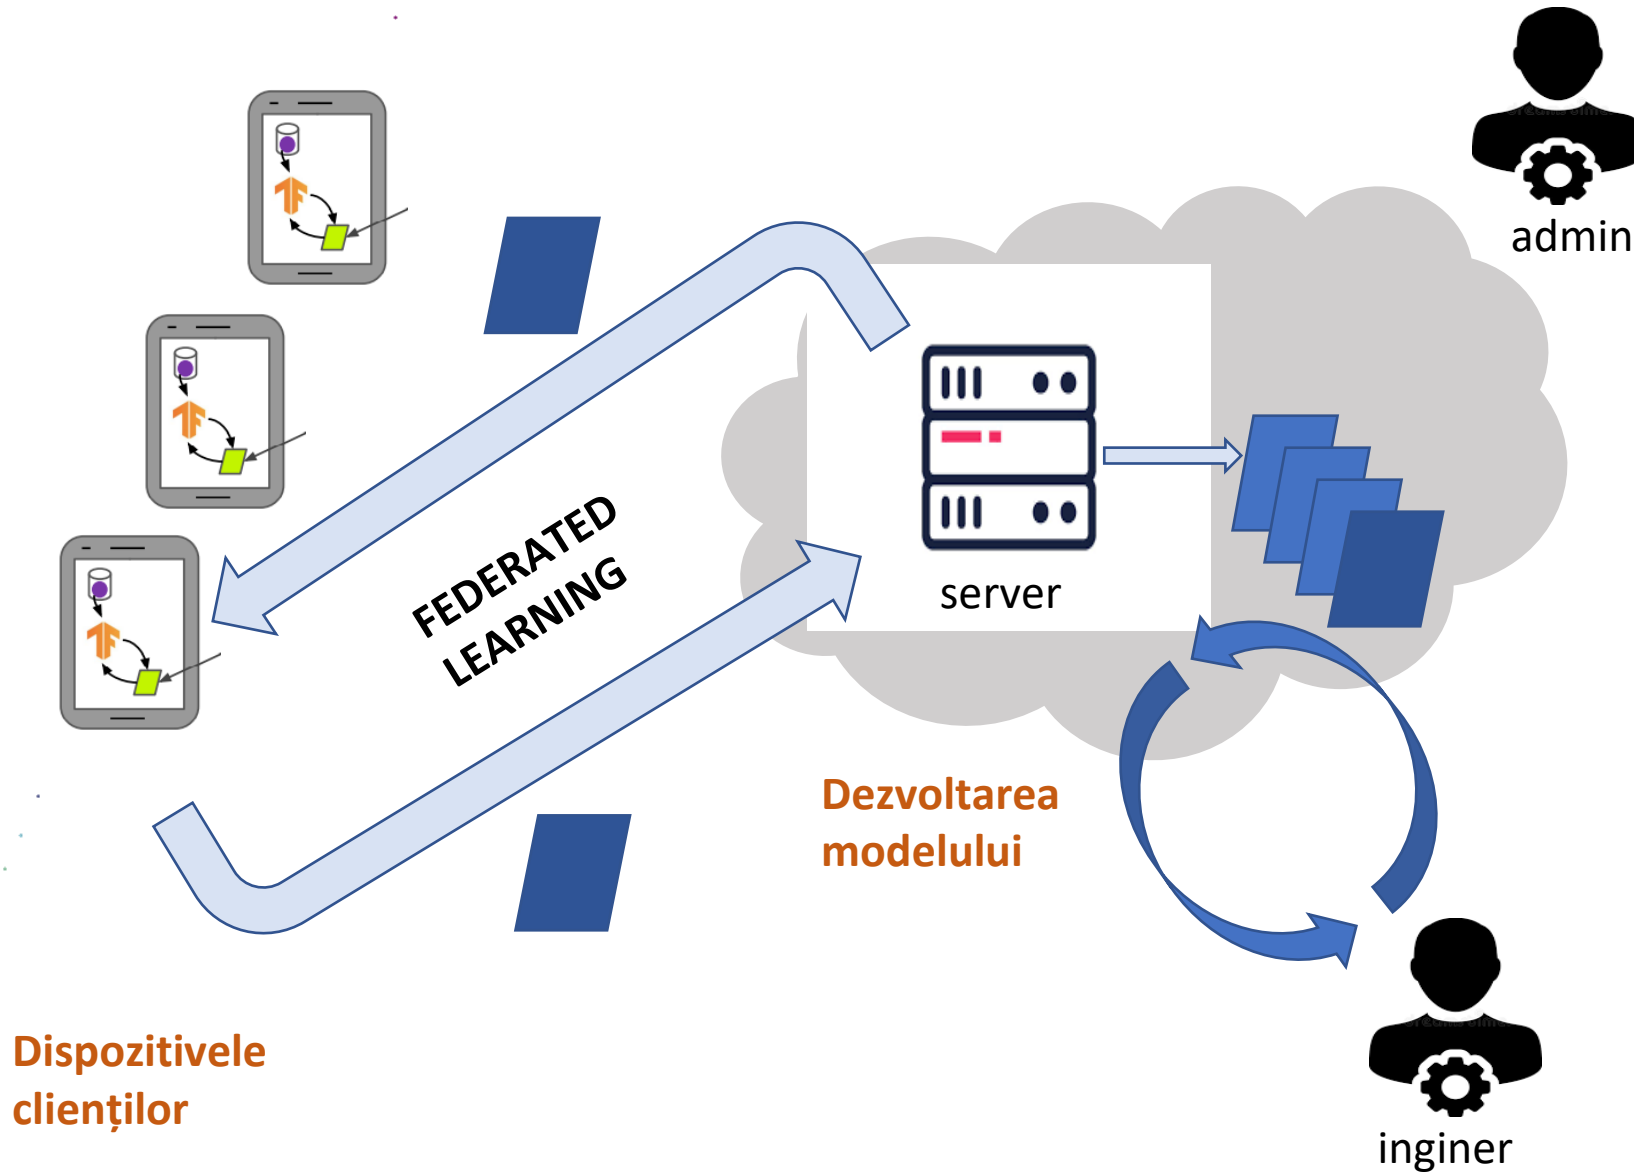 admin
FEDERATED
LEARNING
server
Dezvoltarea
modelului
Dispozitivele
clienților
inginer